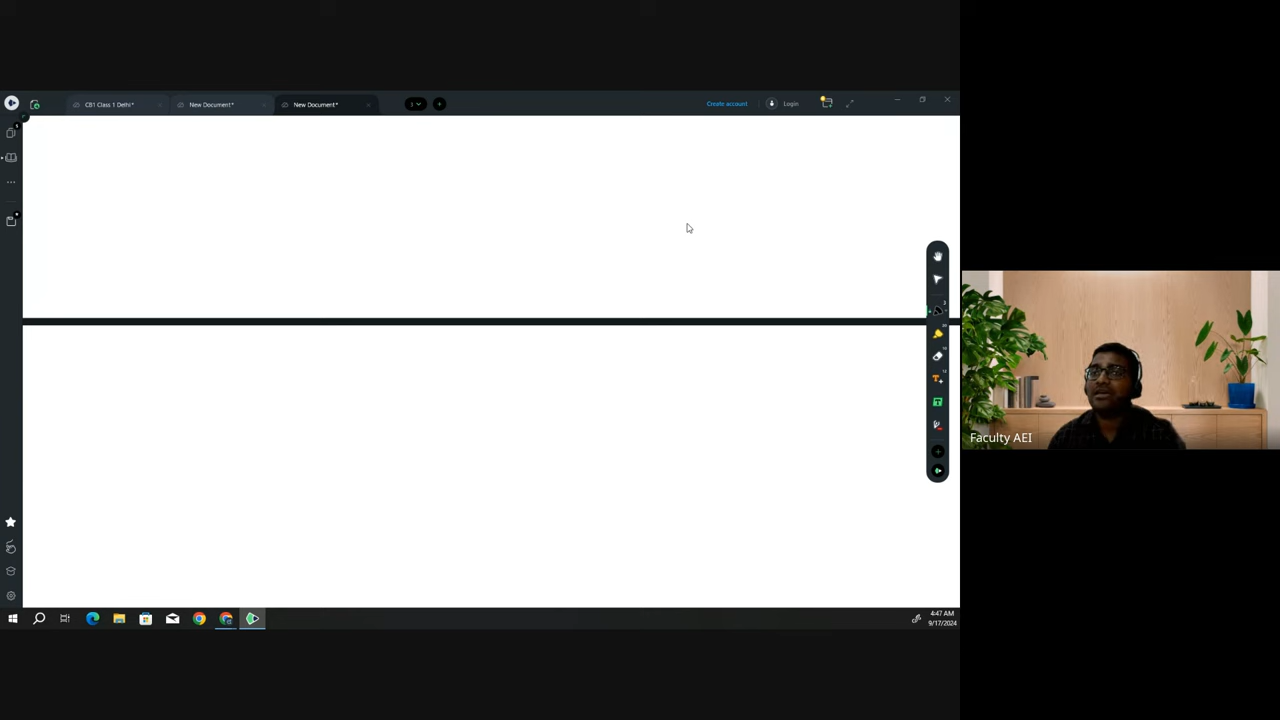 CB1 Class 1 Delhi*
New Document*
New Document*
1
Create account
Login
Faculty AEI
4:47 AM
9/17/2024